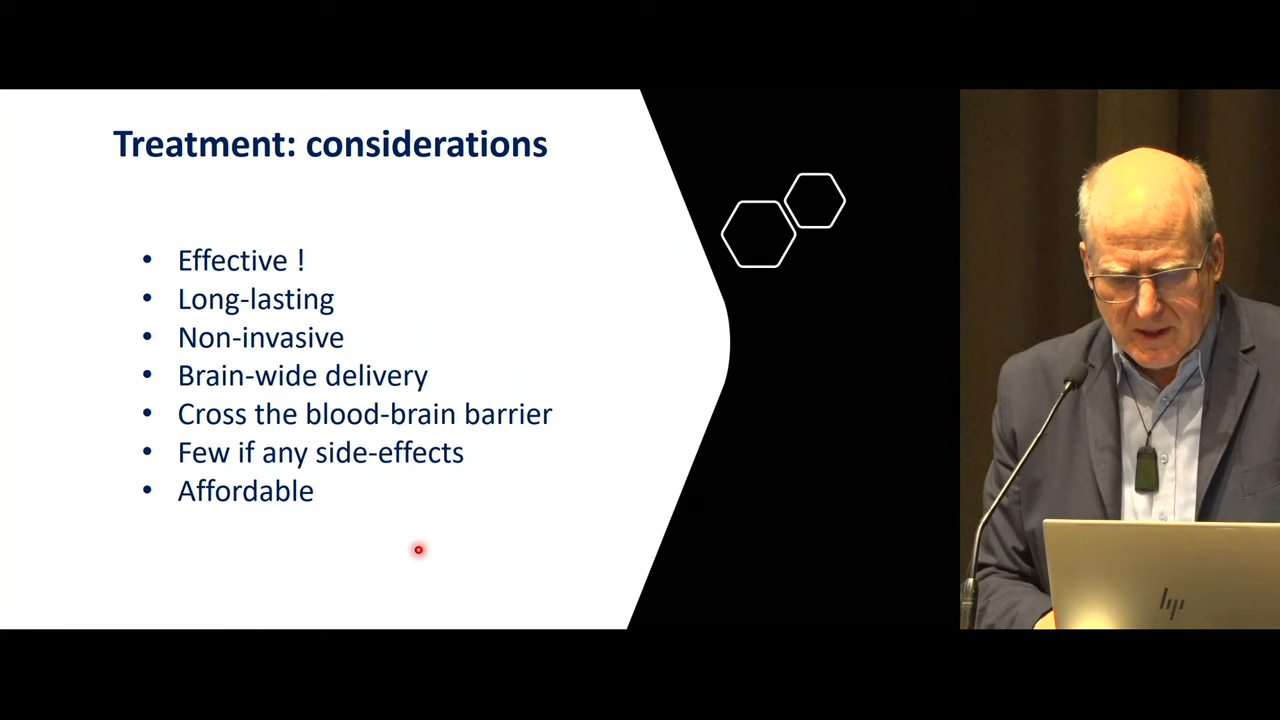 Treatment: considerations
• Effective !
• Long-lasting
• Non-invasive
• Brain-wide delivery
• Cross the blood-brain barrier
• Few if any side-effects
• Affordable
hp